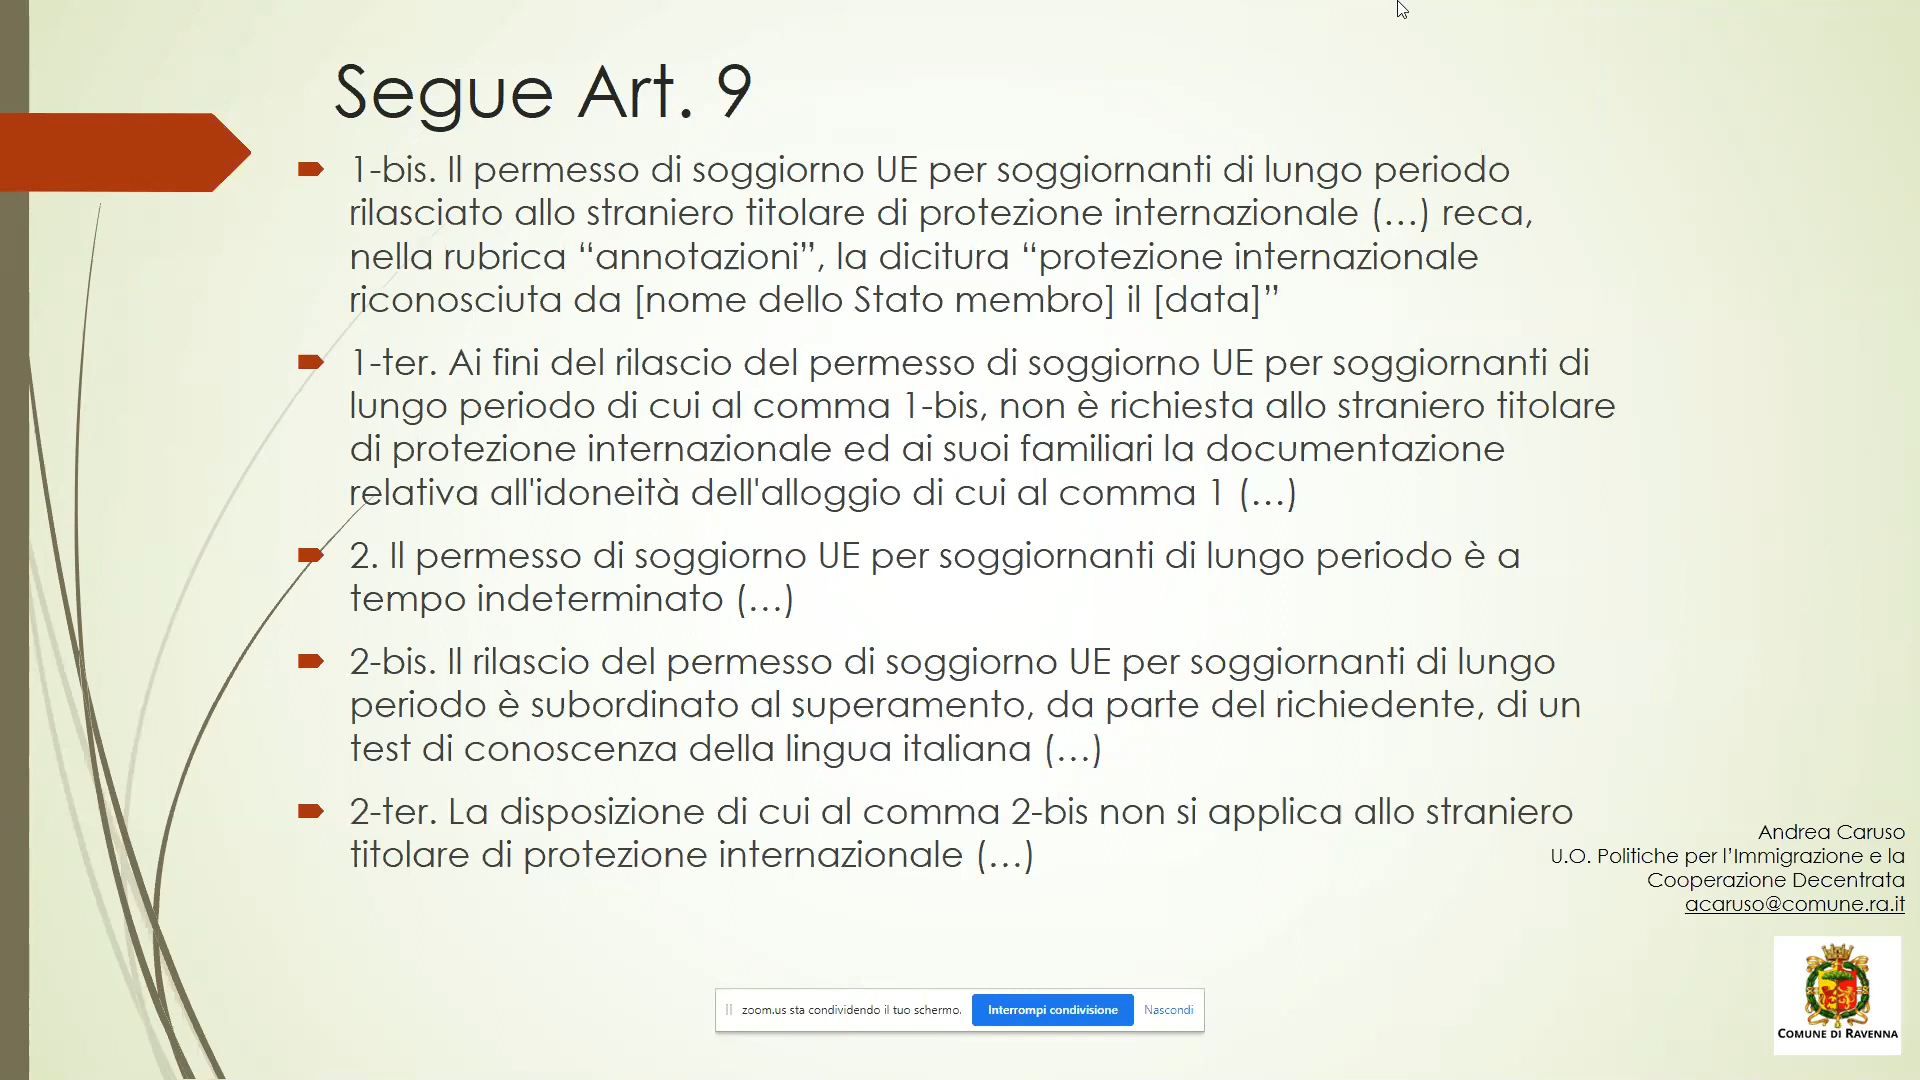 Segue Art. 9
1-bis. Il permesso di soggiorno UE per soggiornanti di lungo periodo
rilasciato allo straniero titolare di protezione internazionale (…) reca,
nella rubrica “annotazioni”, la dicitura “protezione internazionale
riconosciuta da [nome dello Stato membro] il [data]”
1-ter. Ai fini del rilascio del permesso di soggiorno UE per soggiornanti di
lungo periodo di cui al comma 1-bis, non è richiesta allo straniero titolare
di protezione internazionale ed ai suoi familiari la documentazione
relativa all'idoneità dell'alloggio di cui al comma 1 (…)
2. Il permesso di soggiorno UE per soggiornanti di lungo periodo è a
tempo indeterminato (…)
2-bis. Il rilascio del permesso di soggiorno UE per soggiornanti di lungo
periodo è subordinato al superamento, da parte del richiedente, di un
test di conoscenza della lingua italiana (…)
2-ter. La disposizione di cui al comma 2-bis non si applica allo straniero
titolare di protezione internazionale (…)
Andrea Caruso
U.O. Politiche per l’Immigrazione e la
Cooperazione Decentrata
acaruso@comune.ra.it
COMUNE DI RAVENNA
zoom.us sta condividendo il tuo schermo.
Interrompi condivisione
Nascondi